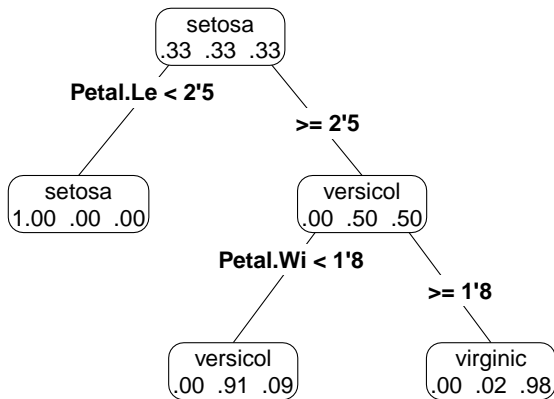 setosa
.33 .33 .33
Petal.Le < 2'5
>= 2'5
setosa
1.00 .00 .00
versicol
.00 .50 .50
Petal.Wi < 1'8
>= 1'8
versicol
.00 .91 .09
virginic
.00 .02 .98